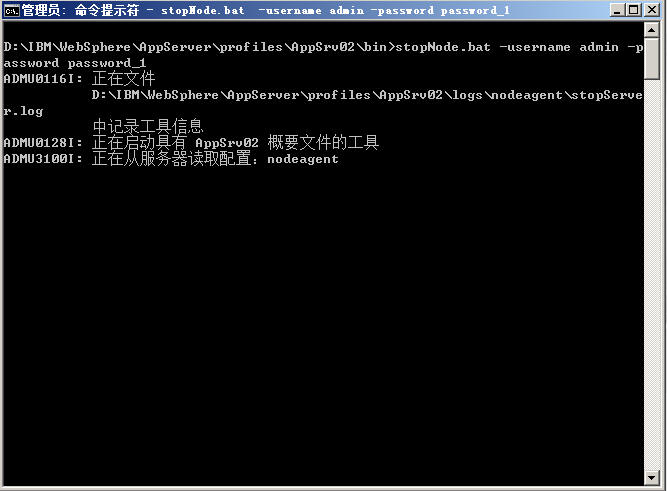 管理员: 命令提示符 - stopNode.bat  -username admin -password password_1
D:\IBM\WebSphere\AppServer\profiles\AppSrv02\bin>stopNode.bat -username admin -p
assword password_1
ADMU0116I: 正在文件
D:\IBM\WebSphere\AppServer\profiles\AppSrv02\logs\nodeagent\stopServe
r.log
中记录工具信息
ADMU0128I: 正在启动具有 AppSrv02 概要文件的工具
ADMU3100I: 正在从服务器读取配置: nodeagent